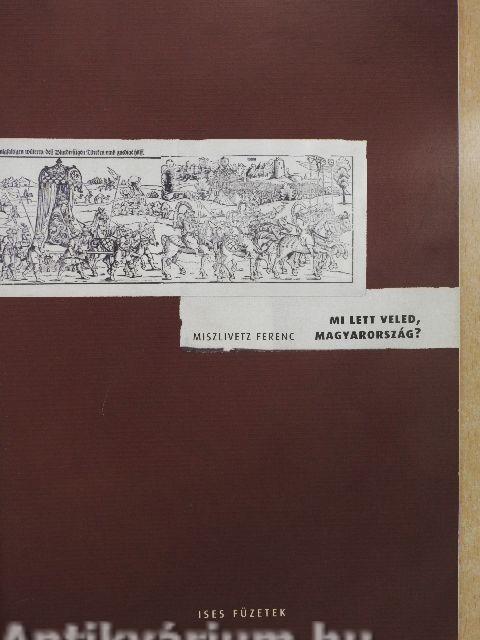 MI LETT VELED,
MISZLIVETZ FERENC MAGYARORSZÁG?
ISES FÜZETEK
Antikvárium.hu